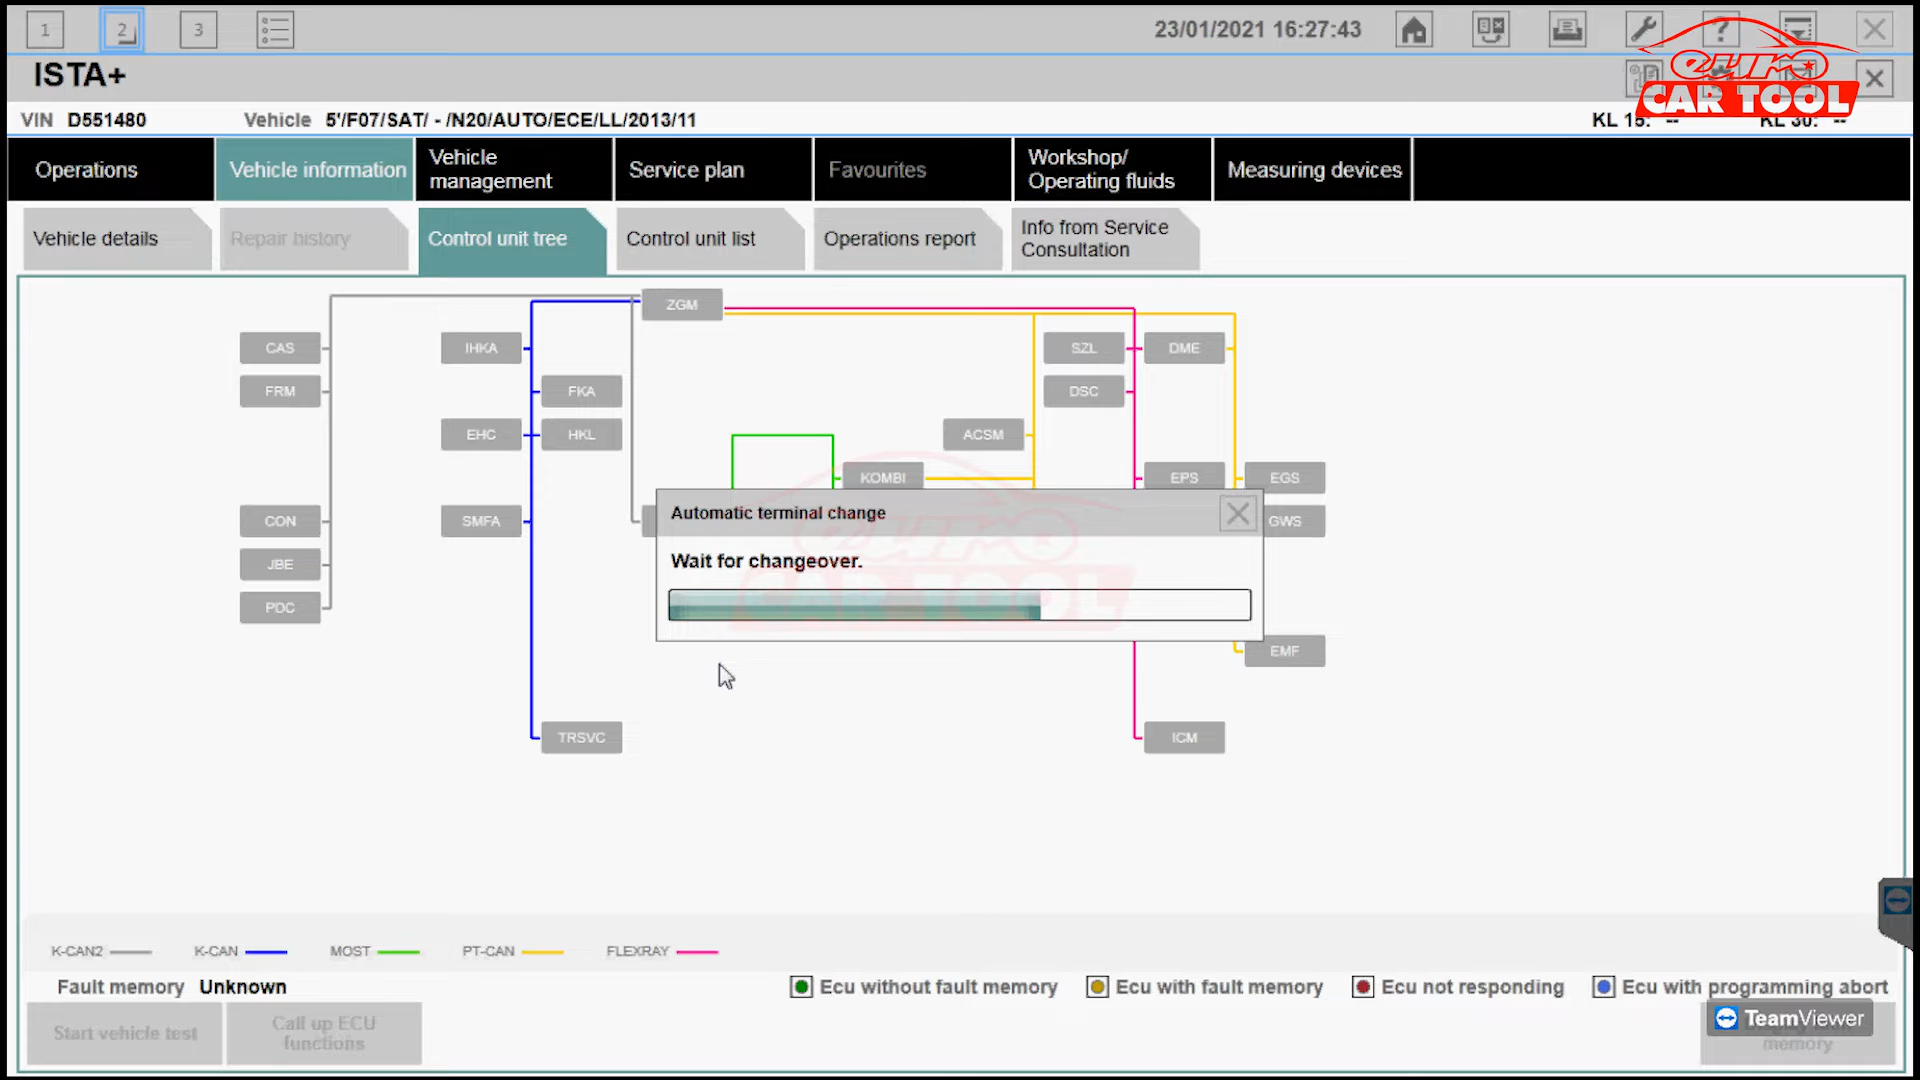 1
2
3
23/01/2021 16:27:43
?
ISTA+
euro
CAR TOOL
VIN D551480 Vehicle 5'/F07/SAT/ - /N20/AUTO/ECE/LL/2013/11
KL 15: -- KL 30: --
Operations
Vehicle information
Vehicle
management
Service plan
Favourites
Workshop/
Operating fluids
Measuring devices
Vehicle details
Repair history
Control unit tree
Control unit list
Operations report
Info from Service
Consultation
ZGM
CAS
IHKA
SZL
DME
FRM
FKA
DSC
EHC
HKL
ACSM
KOMBI
EPS
EGS
CON
SMFA
GWS
JBE
PDC
EMF
TRSVC
ICM
Automatic terminal change
Wait for changeover.
euro
CAR TOOL
K-CAN2
K-CAN
MOST
PT-CAN
FLEXRAY
Fault memory Unknown
Ecu without fault memory
Ecu with fault memory
Ecu not responding
Ecu with programming abort
Start vehicle test
Call up ECU
functions
TeamViewer
memory